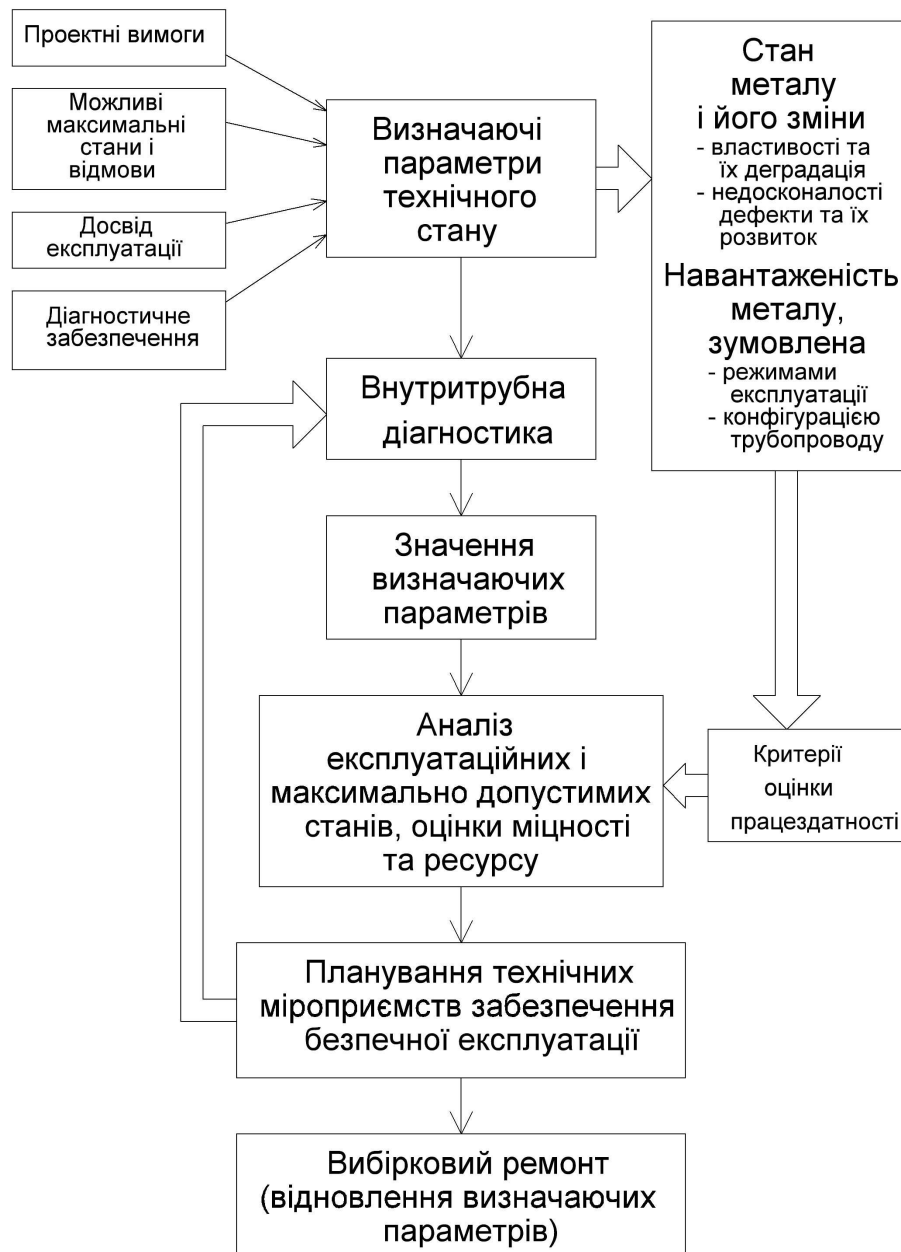 Проектні вимоги
Можливі
максимальні
стани і
відмови
Досвід
експлуатації
Діагностичне
забезпечення
Визначаючі
параметри
технічного
стану
Стан
металу
і його зміни
- властивості та
їх деградація
- недосконалості
дефекти та їх
розвиток
Навантаженість
металу,
зумовлена
- режимами
експлуатації
- конфігурацією
трубопроводу
Внутритрубна
діагностика
Значення
визначаючих
параметрів
Аналіз
експлуатаційних і
максимально допустимих
станів, оцінки міцності
та ресурсу
Критерії
оцінки
працездатності
Планування технічних
міроприємств забезпечення
безпечної експлуатації
Вибірковий ремонт
(відновлення визначаючих
параметрів)